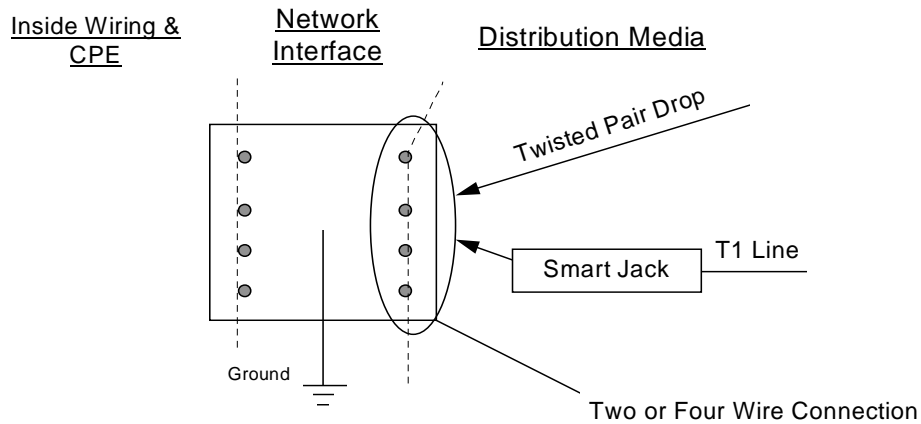 Inside Wiring &
CPE
Network
Interface
Distribution Media
Twisted Pair Drop
Smart Jack
T1 Line
Ground
Two or Four Wire Connection